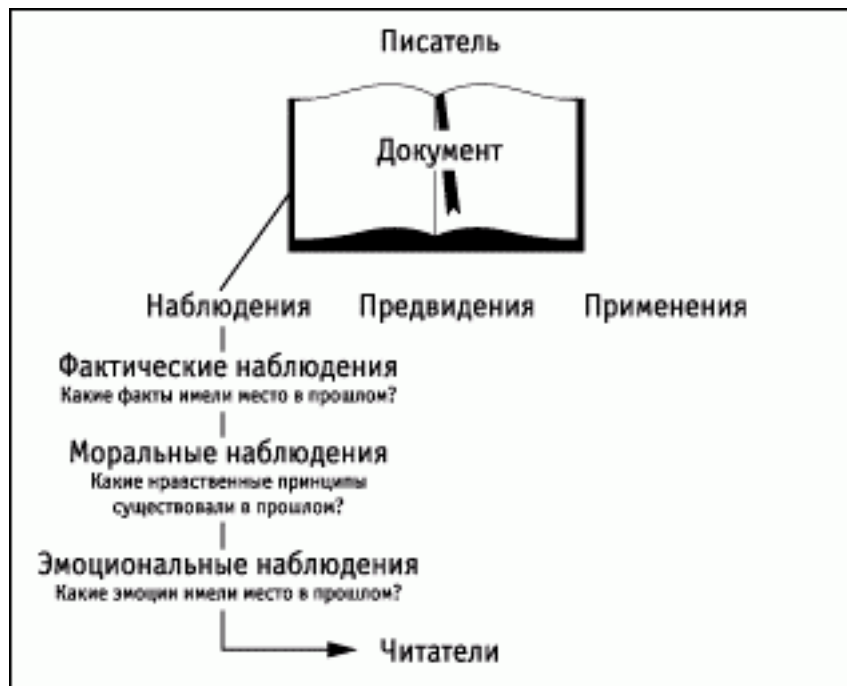 Писатель
Документ
Наблюдения Предвидения Применения
Фактические наблюдения
Какие факты имели место в прошлом?
Моральные наблюдения
Какие нравственные принципы
существовали в прошлом?
Эмоциональные наблюдения
Какие эмоции имели место в прошлом?
Читатели